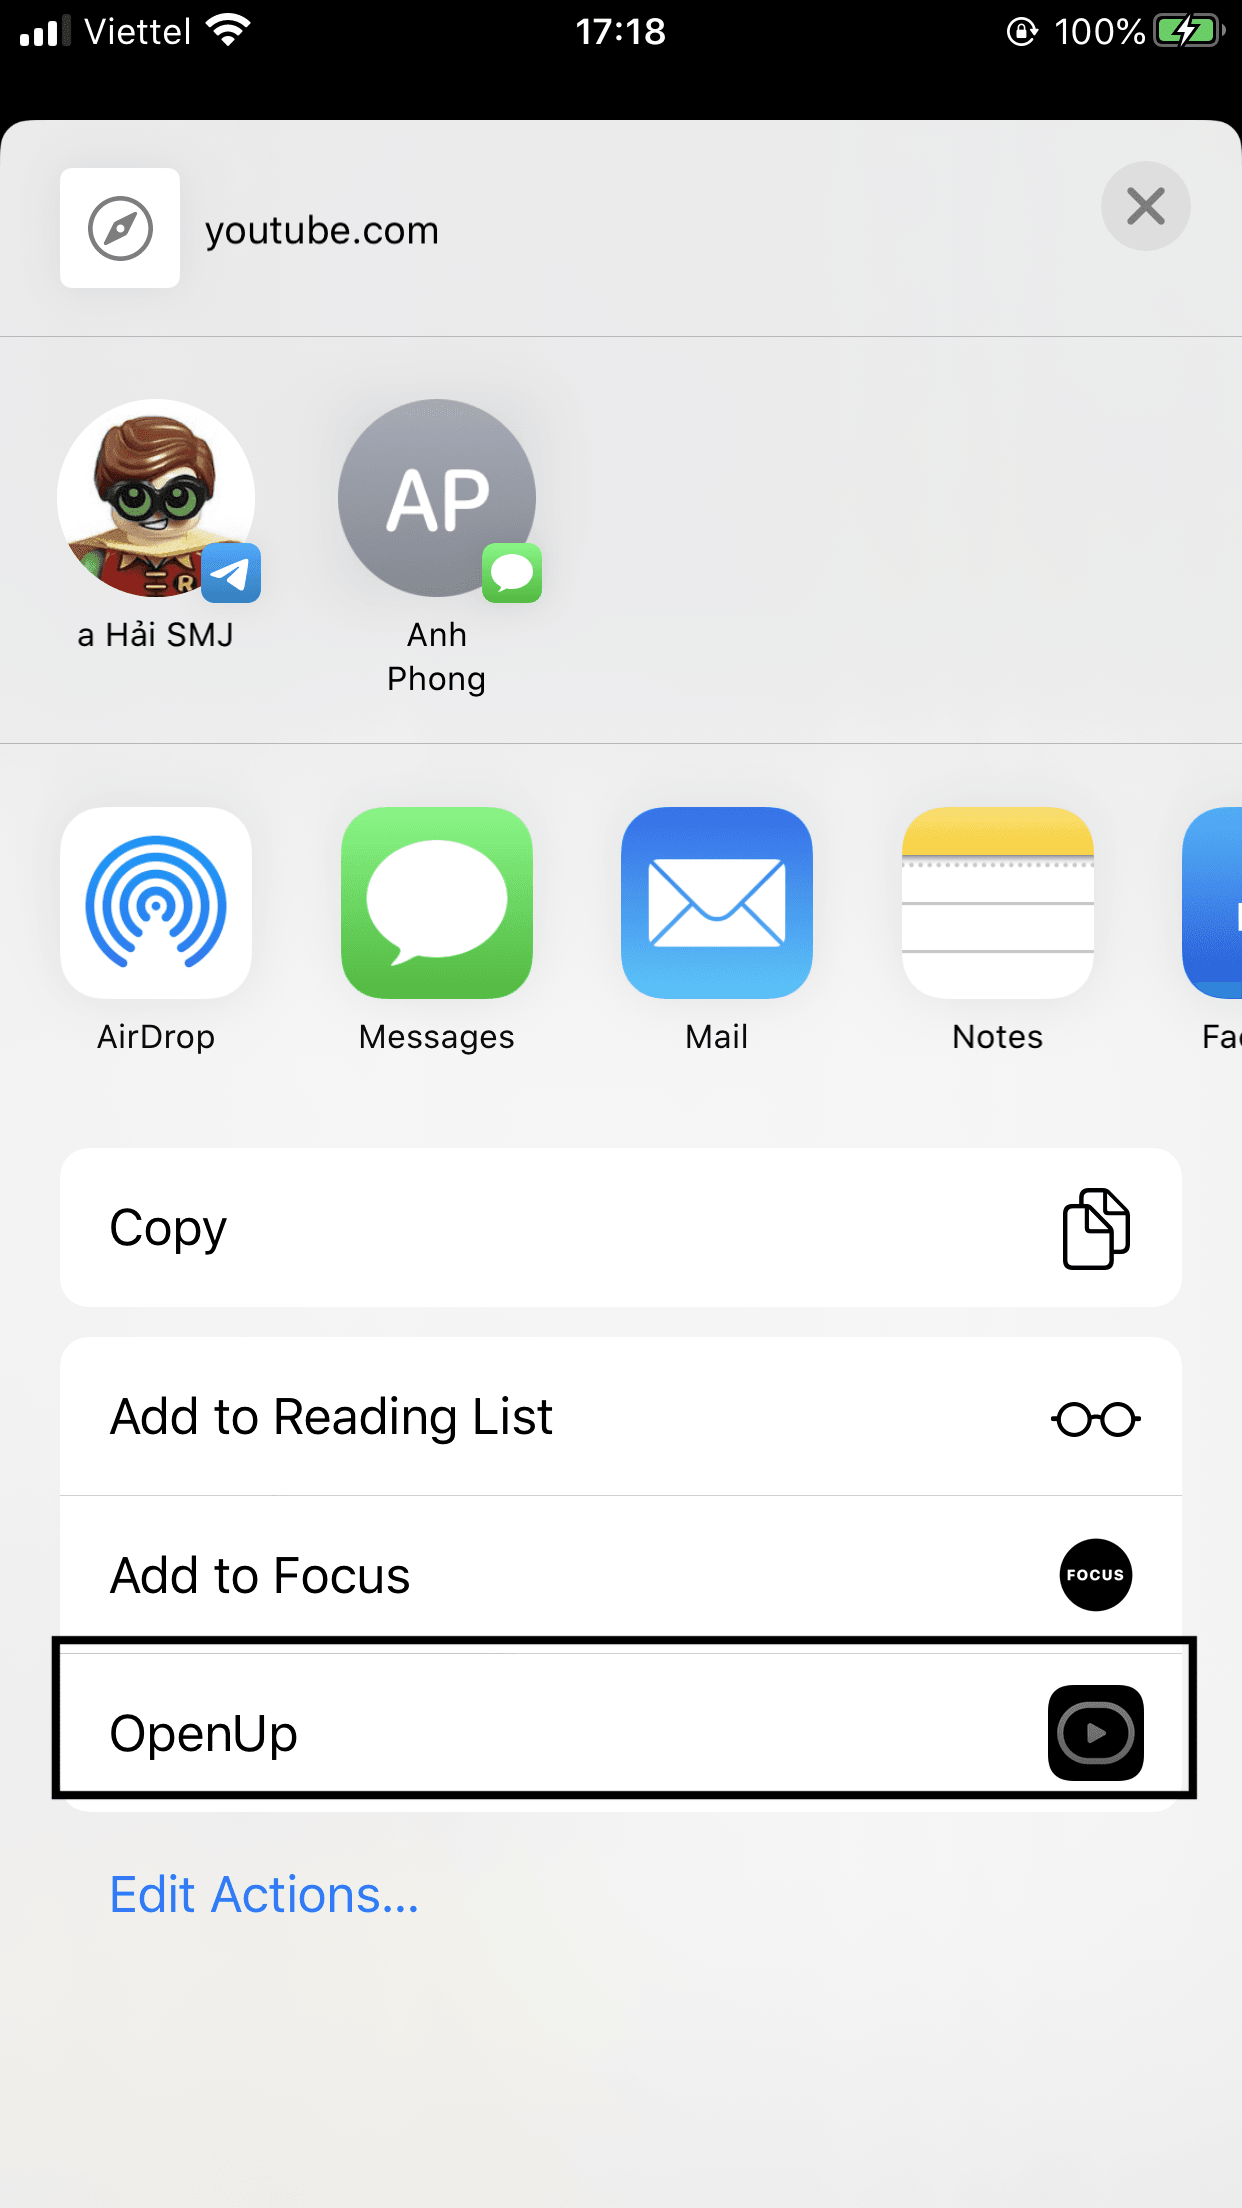 Viettel 17:18 100%
youtube.com
AP
R
a Hải SMJ
Anh
Phong
AirDrop Messages Mail Notes Fac
Copy
Add to Reading List
Add to Focus
FOCUS
OpenUp
Edit Actions...